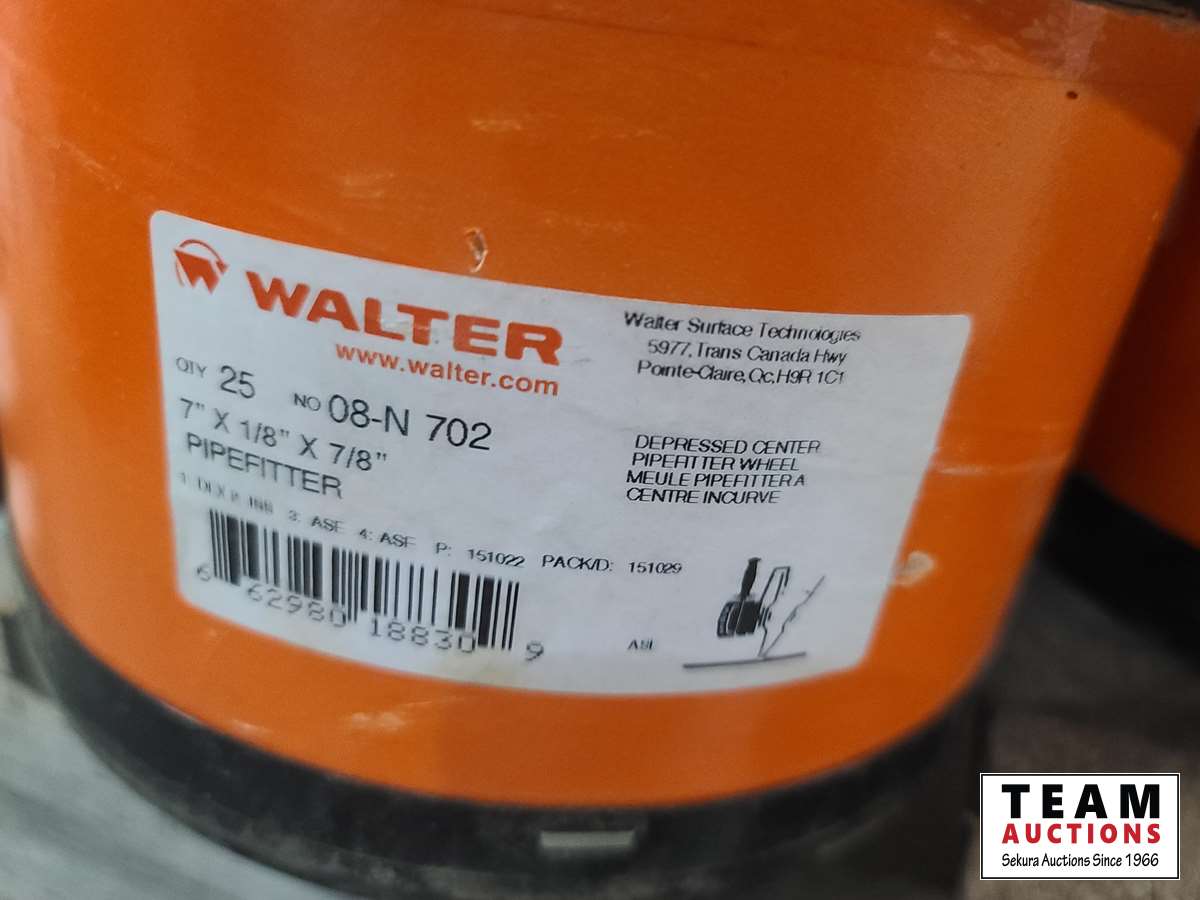 WALTER
www.walter.com
Walter Surface Technologies
5977, Trans Canada Hwy
Pointe-Claire, Qc, H9R 1C1
QTY 25 NO 08-N 702
7" X 1/8" X 7/8"
PIPEFITTER
DEPRESSED CENTER
PIPEFITTER WHEEL
MEULE PIPEFITTER A
CENTRE INCURVE
3: ASF 4: ASF P: 151022 PACK/D: 151029
6 62980 18830 9
TEAM
AUCTIONS
Sekura Auctions Since 1966